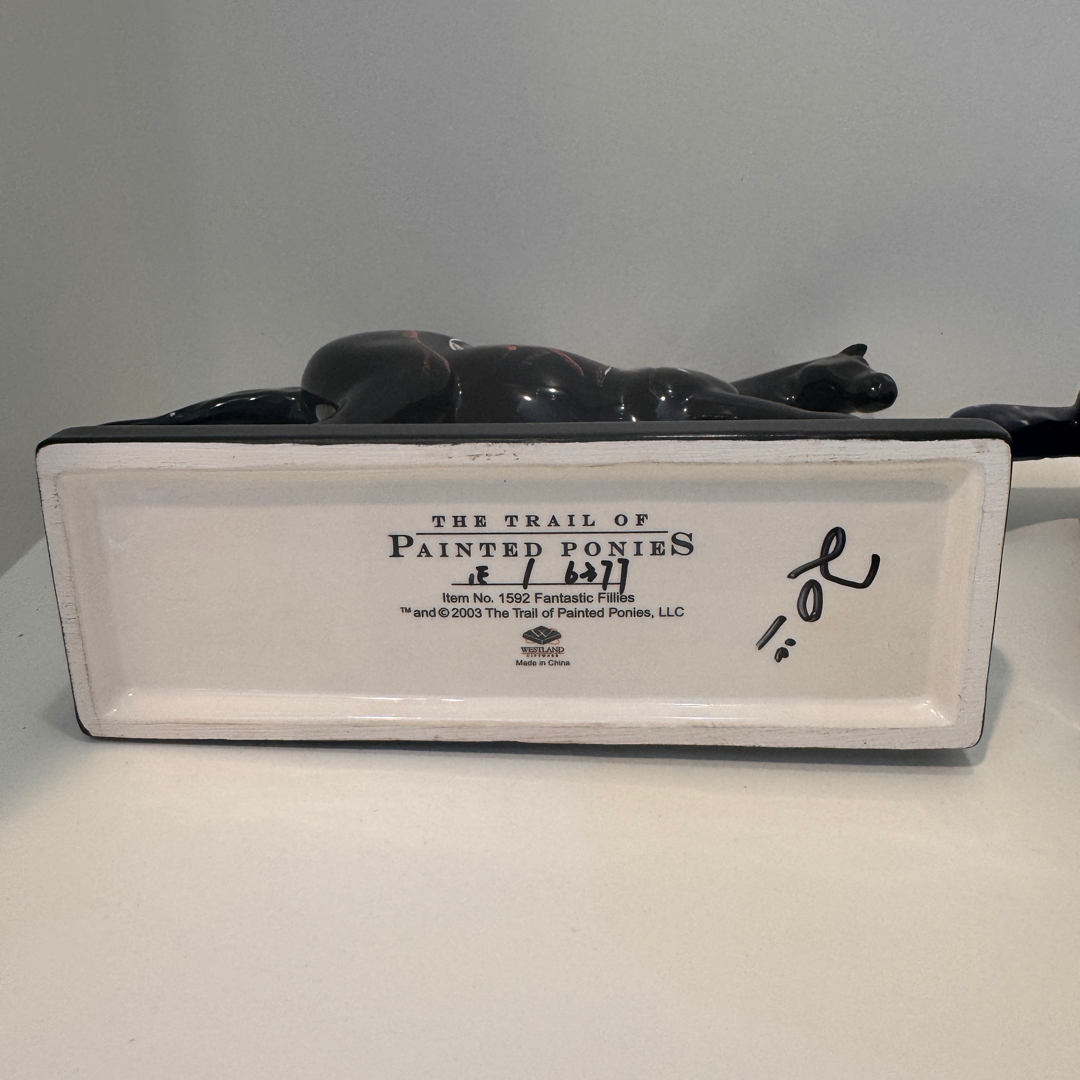 THE TRAIL OF
PAINTED PONIES
1E / 6377
Item No. 1592 Fantastic Fillies
™ and © 2003 The Trail of Painted Ponies, LLC
WESTLAND
GIFTWARE
Made in China